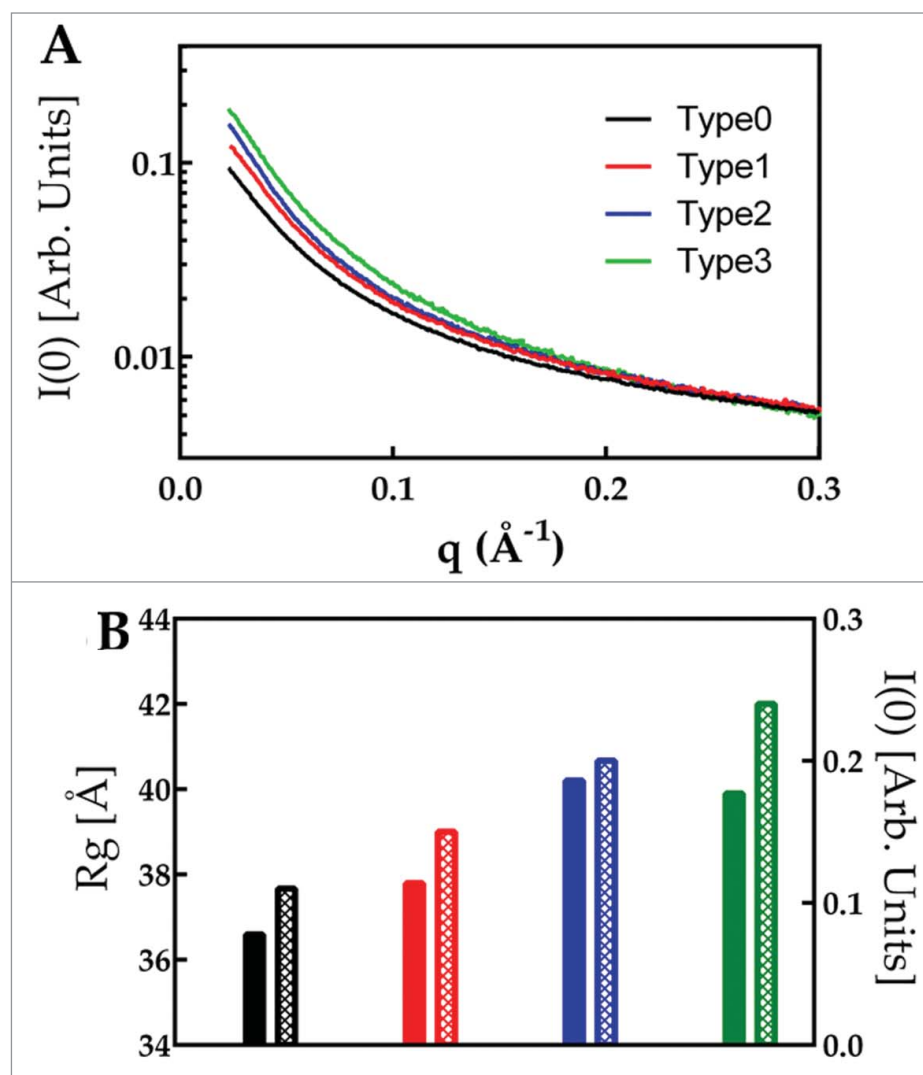 A
I(0) [Arb. Units]
0.1
0.01
Type0
Type1
Type2
Type3
0.0 0.1 0.2 0.3
q (Å⁻¹)
B
Rg [Å]
44
42
40
38
36
34
0.3
0.2
0.1
0.0
I(0) [Arb. Units]